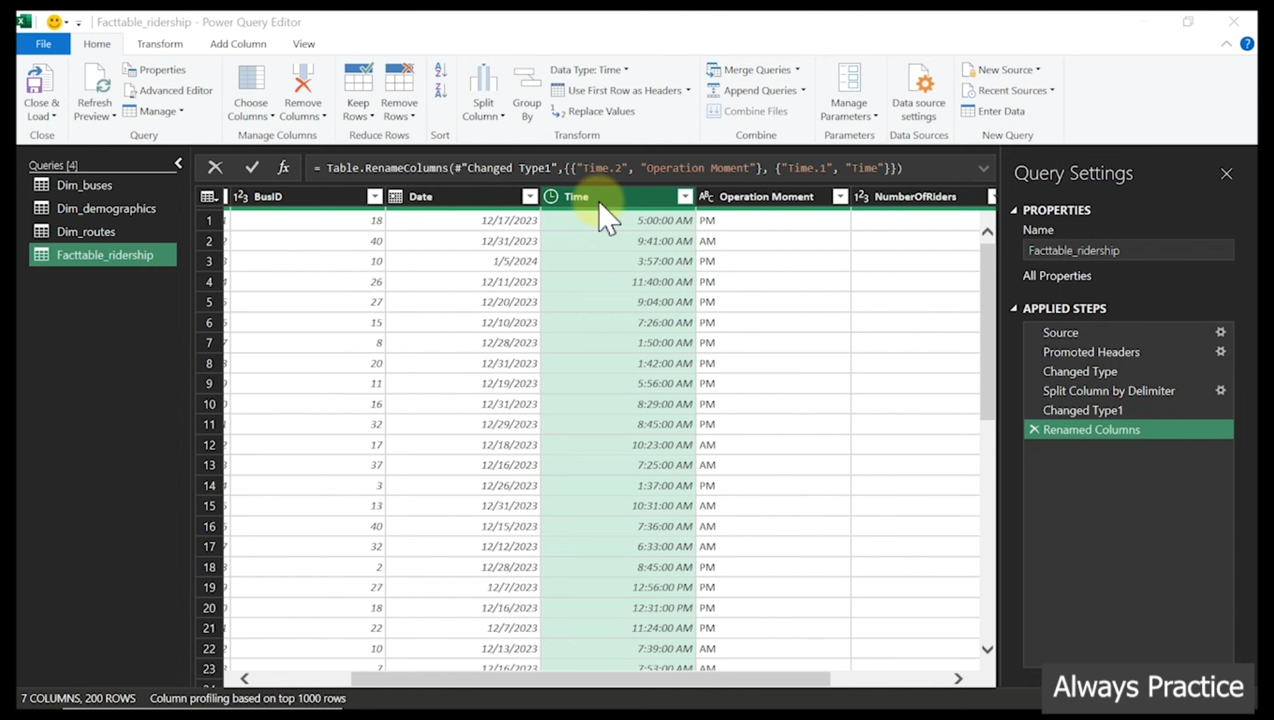 Facttable_ridership - Power Query Editor
File Home Transform Add Column View
Close & Load
Close
Refresh Preview
Properties
Advanced Editor
Manage
Query
Choose Columns
Remove Columns
Manage Columns
Keep Rows
Remove Rows
Reduce Rows
Sort
Split Column
Group By
Data Type: Time
Use First Row as Headers
Replace Values
Transform
Merge Queries
Append Queries
Combine Files
Combine
Manage Parameters
Parameters
Data source settings
Data Sources
New Source
Recent Sources
Enter Data
New Query
Queries [4]
Dim_buses
Dim_demographics
Dim_routes
Facttable_ridership
= Table.RenameColumns(#"Changed Type1",{{"Time.2", "Operation Moment"}, {"Time.1", "Time"}})
BusID Date Time Operation Moment NumberOfRiders
1 18 12/17/2023 5:00:00 AM PM
2 40 12/31/2023 9:41:00 AM AM
3 10 1/5/2024 3:57:00 AM PM
4 26 12/11/2023 11:40:00 AM PM
5 27 12/20/2023 9:04:00 AM PM
6 15 12/10/2023 7:26:00 AM PM
7 8 12/28/2023 1:50:00 AM PM
8 20 12/31/2023 1:42:00 AM PM
9 11 12/19/2023 5:56:00 AM PM
10 16 12/31/2023 8:29:00 AM PM
11 32 12/29/2023 8:45:00 AM PM
12 17 12/18/2023 10:23:00 AM AM
13 37 12/16/2023 7:25:00 AM AM
14 3 12/26/2023 1:37:00 AM PM
15 13 12/31/2023 10:31:00 AM AM
16 40 12/15/2023 7:36:00 AM AM
17 32 12/12/2023 6:33:00 AM AM
18 2 12/28/2023 8:45:00 AM PM
19 27 12/7/2023 12:56:00 PM PM
20 18 12/16/2023 12:31:00 PM PM
21 22 12/7/2023 11:24:00 AM PM
22 10 12/13/2023 7:39:00 AM AM
23 7 12/16/2023 7:53:00 AM AM
Query Settings
PROPERTIES
Name
Facttable_ridership
All Properties
APPLIED STEPS
Source
Promoted Headers
Changed Type
Split Column by Delimiter
Changed Type1
Renamed Columns
7 COLUMNS, 200 ROWS Column profiling based on top 1000 rows
Always Practice